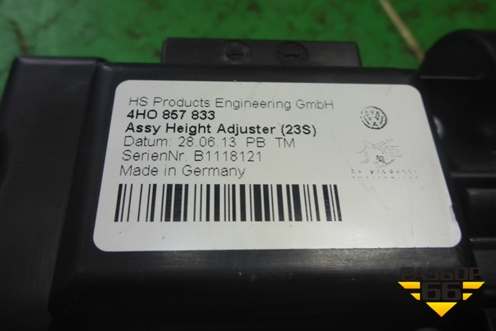 HS Products Engineering GmbH
4HO 857 833
Assy Height Adjuster (23S)
Datum: 28.06.13 PB TM
SerienNr. B1118121
Made in Germany
РАЗБОР
66